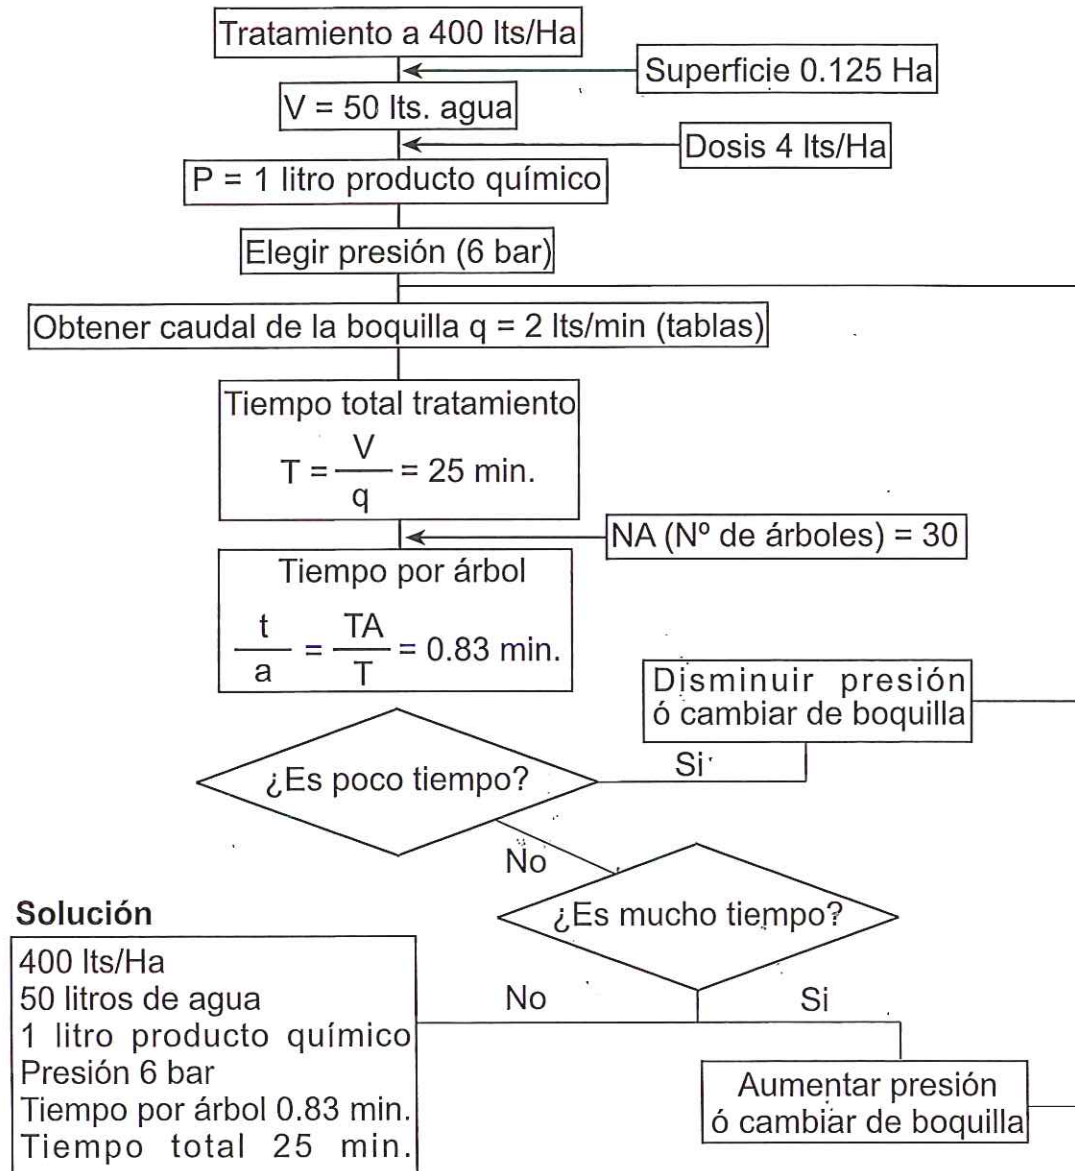 Tratamiento a 400 lts/Ha
Superficie 0.125 Ha
V = 50 lts. agua
Dosis 4 lts/Ha
P = 1 litro producto químico
Elegir presión (6 bar)
Obtener caudal de la boquilla q = 2 lts/min (tablas)
Tiempo total tratamiento
T = V/q = 25 min.
NA (Nº de árboles) = 30
Tiempo por árbol
t/a = TA/T = 0.83 min.
Disminuir presión
ó cambiar de boquilla
Si
¿Es poco tiempo?
No
¿Es mucho tiempo?
Solución
400 lts/Ha
50 litros de agua
1 litro producto químico
Presión 6 bar
Tiempo por árbol 0.83 min.
Tiempo total 25 min.
No
Si
Aumentar presión
ó cambiar de boquilla